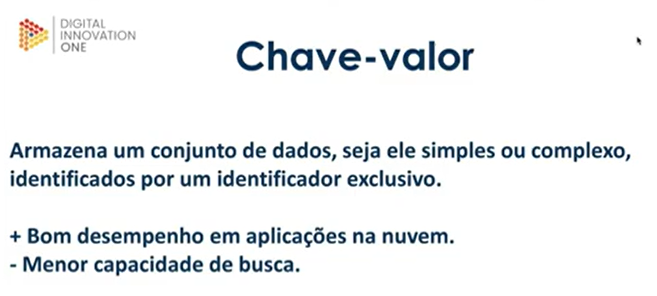 DIGITAL
INNOVATION
ONE
Chave-valor
Armazena um conjunto de dados, seja ele simples ou complexo,
identificados por um identificador exclusivo.
+ Bom desempenho em aplicações na nuvem.
- Menor capacidade de busca.